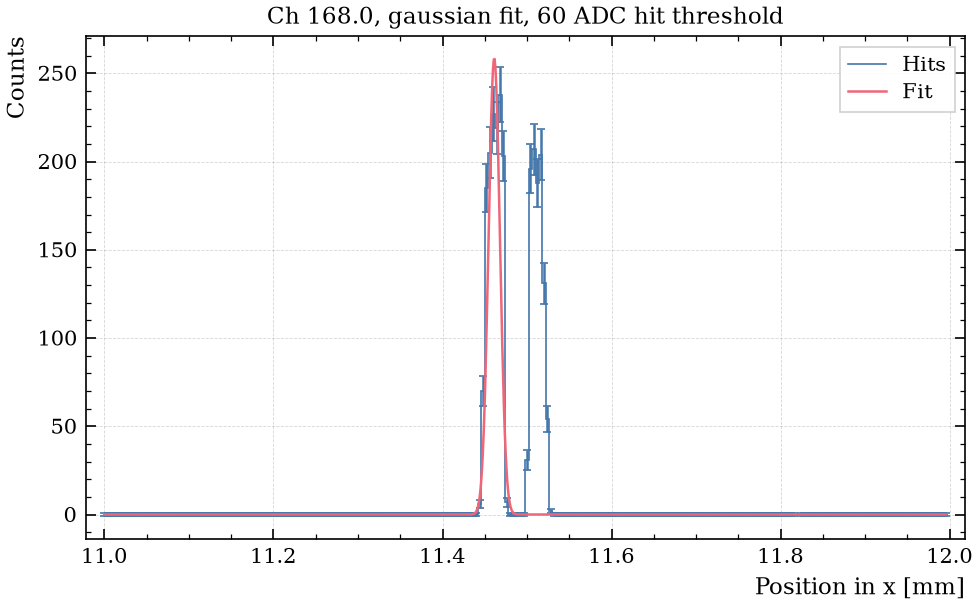 Ch 168.0, gaussian fit, 60 ADC hit threshold
Counts
250
200
150
100
50
0
Hits
Fit
11.0 11.2 11.4 11.6 11.8 12.0
Position in x [mm]